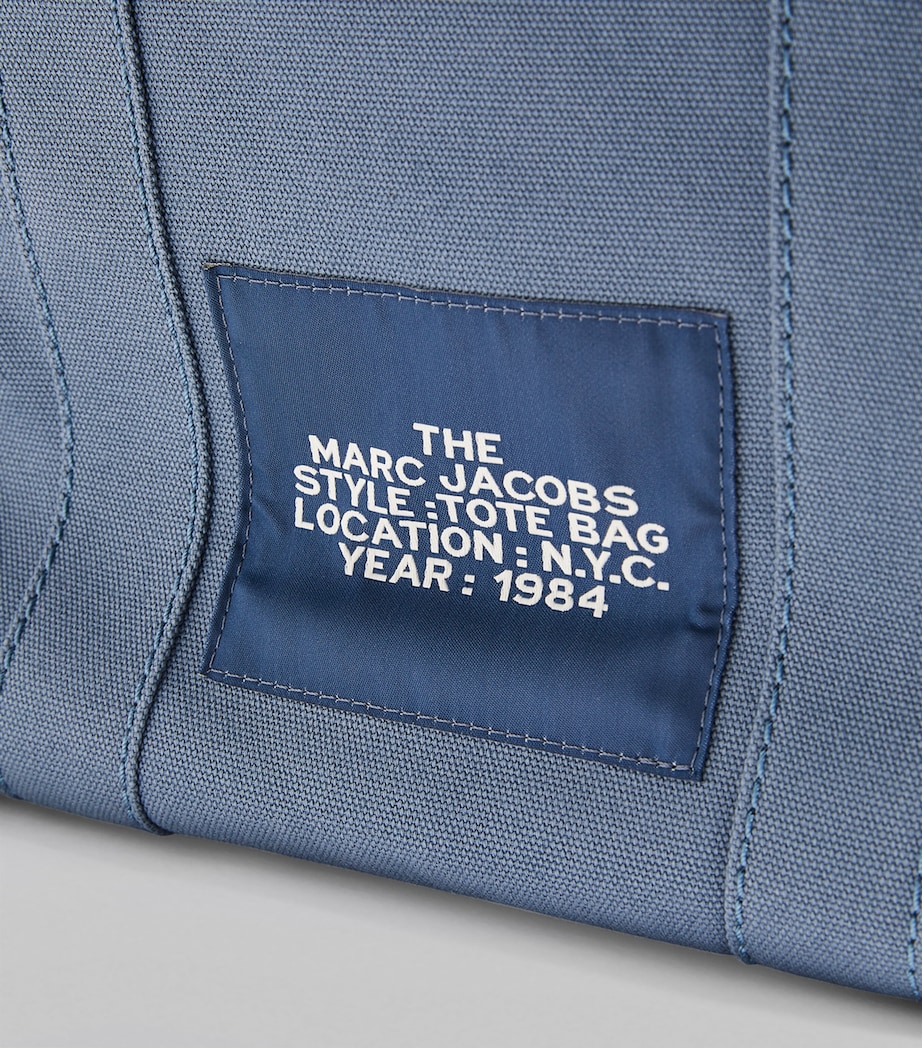 THE
MARC JACOBS
STYLE :TOTE BAG
LOCATION : N.Y.C.
YEAR : 1984